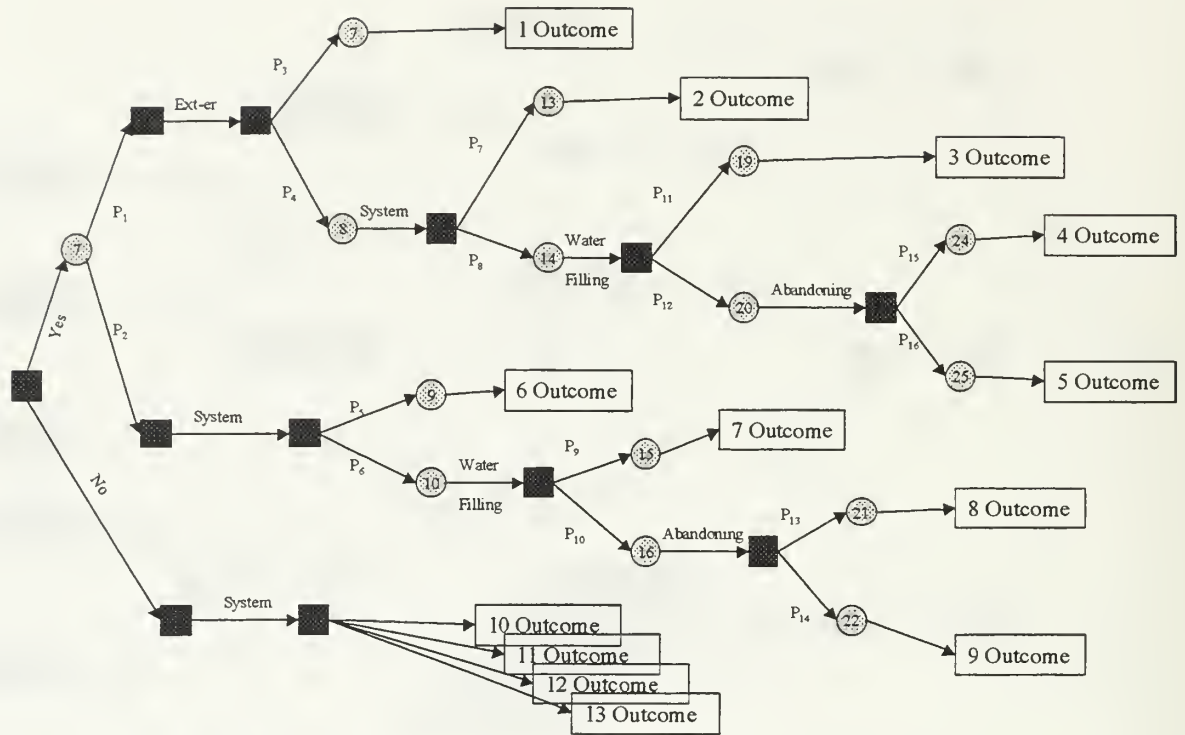 7
1 Outcome
P3
Ext-er
13
2 Outcome
P7
19
3 Outcome
P1
P4
System
8
P11
24
4 Outcome
P15
7
P8
14
Water
Filling
P12
20
Abandoning
P16
25
5 Outcome
Yes
P2
9
6 Outcome
P5
System
P6
10
Water
Filling
P9
15
7 Outcome
No
P10
16
Abandoning
P13
21
8 Outcome
P14
22
9 Outcome
System
10 Outcome
11 Outcome
12 Outcome
13 Outcome